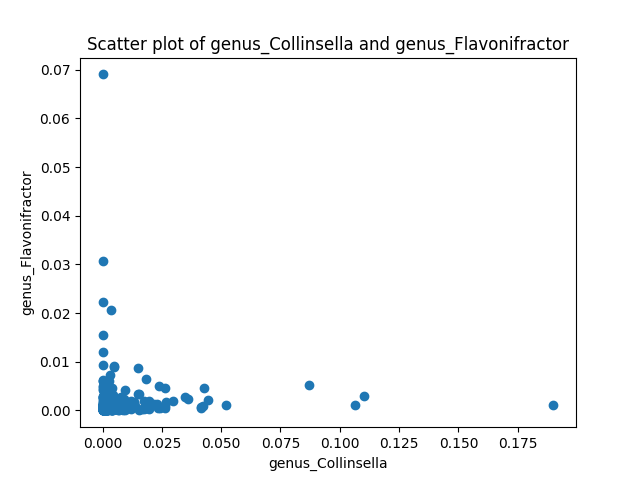 Scatter plot of genus_Collinsella and genus_Flavonifractor
0.07
0.06
0.05
0.04
0.03
0.02
0.01
0.00
genus_Flavonifractor
0.000 0.025 0.050 0.075 0.100 0.125 0.150 0.175
genus_Collinsella